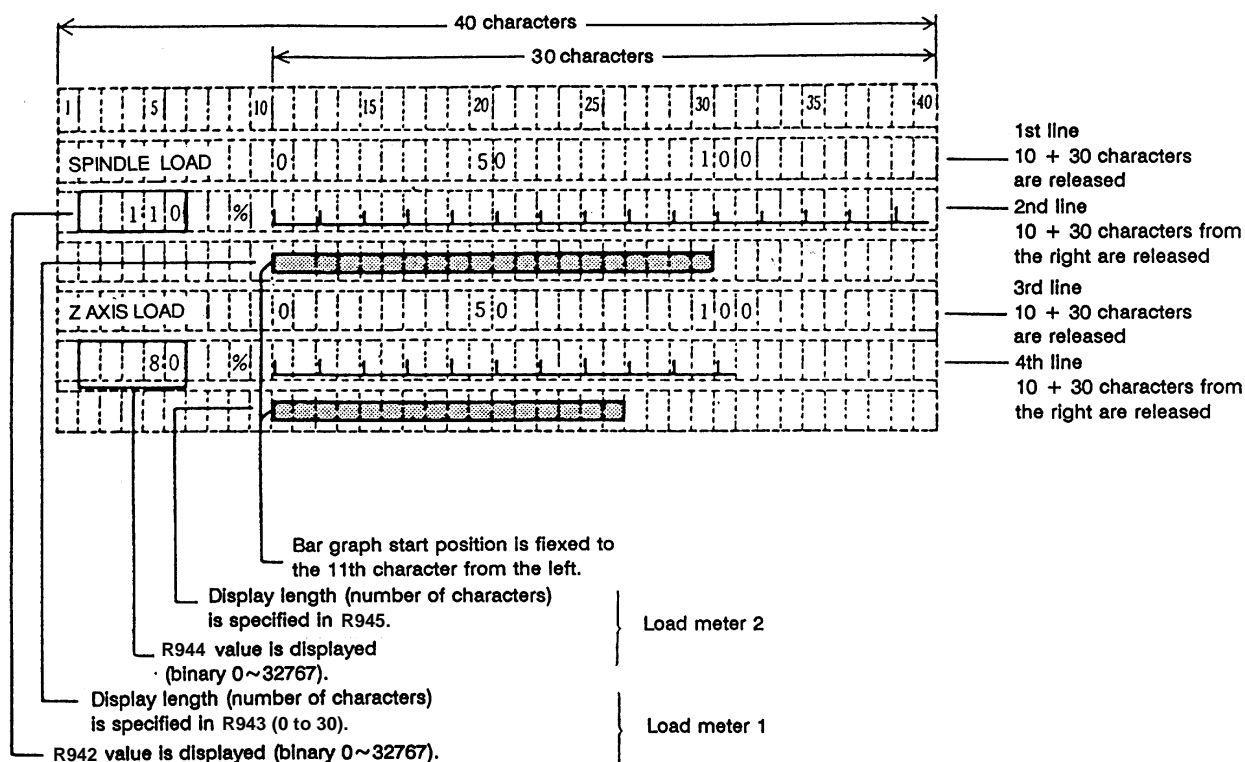 40 characters
30 characters
1 5 10 15 20 25 30 35 40
SPINDLE LOAD 0 50 100
1st line
10 + 30 characters
are released
110 %
2nd line
10 + 30 characters from
the right are released
Z AXIS LOAD 0 50 100
3rd line
10 + 30 characters
are released
80 %
4th line
10 + 30 characters from
the right are released
Bar graph start position is fiexed to
the 11th character from the left.
Display length (number of characters)
is specified in R945.
Load meter 2
R944 value is displayed
(binary 0~32767).
Display length (number of characters)
is specified in R943 (0 to 30).
Load meter 1
R942 value is displayed (binary 0~32767).